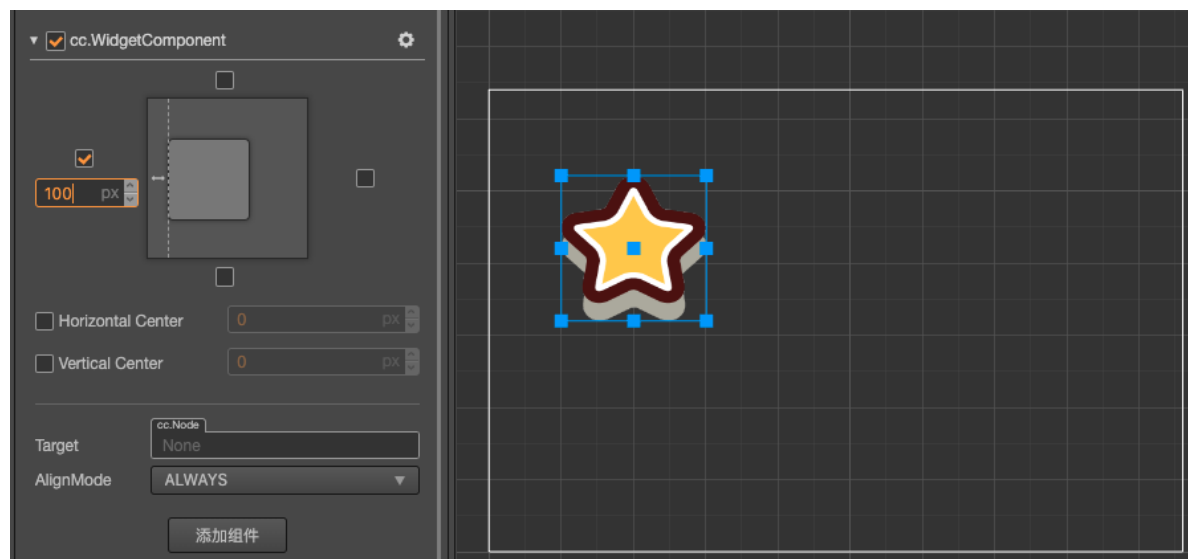 cc.WidgetComponent
100 px
Horizontal Center 0 px
Vertical Center 0 px
cc.Node
Target None
AlignMode ALWAYS
添加组件